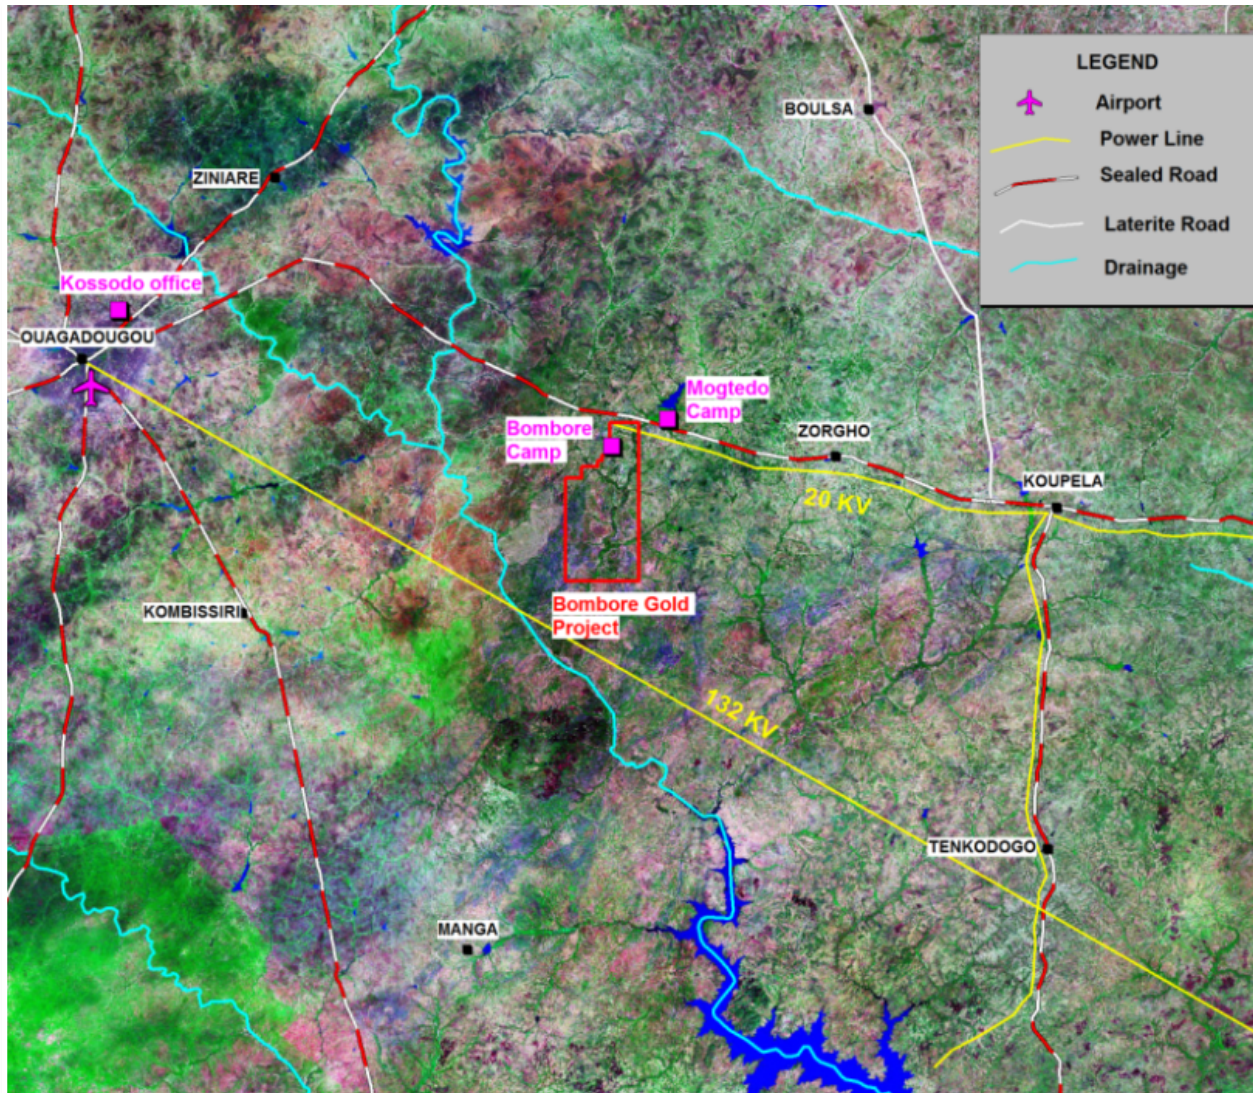 LEGEND
Airport
Power Line
Sealed Road
Laterite Road
Drainage
BOULSA
ZINIARE
Kossodo office
OUAGADOUGOU
Mogtedo
Camp
Bombore
Camp
ZORGHO
KOUPELA
20 KV
Bombore Gold
Project
KOMBISSIRI
132 KV
TENKODOGO
MANGA